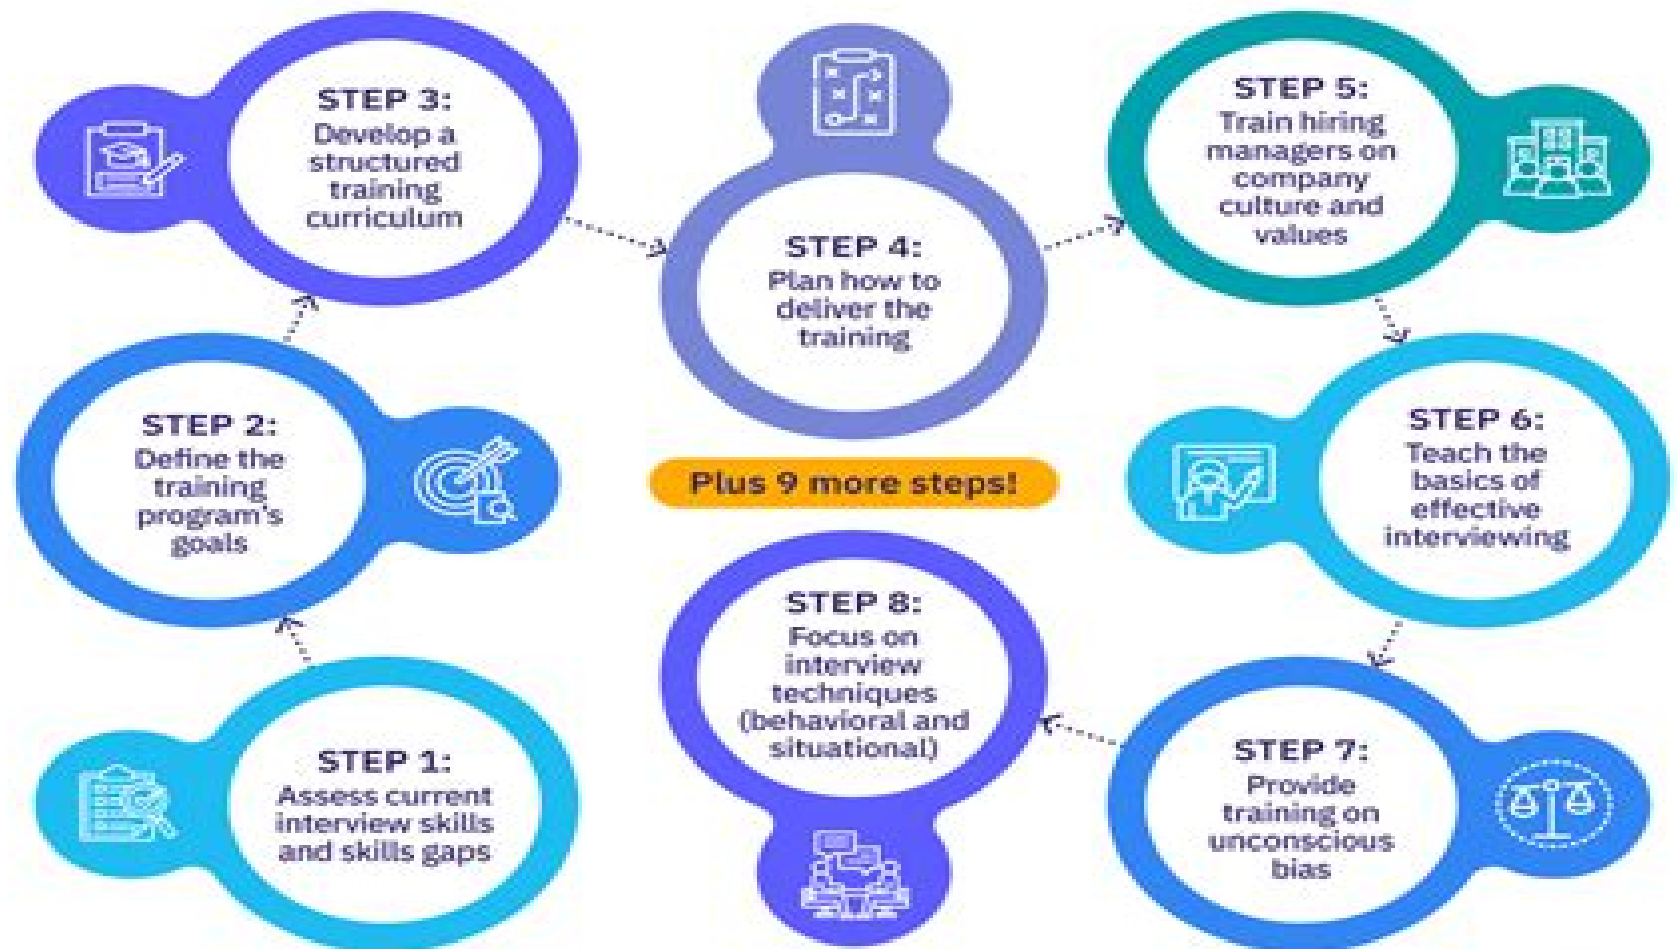 STEP 1:
Assess current
interview skills
and skills gaps
STEP 2:
Define the
training
program's
goals
STEP 3:
Develop a
structured
training
curriculum
STEP 4:
Plan how to
deliver the
training
STEP 5:
Train hiring
managers on
company
culture and
values
STEP 6:
Teach the
basics of
effective
interviewing
STEP 7:
Provide
training on
unconscious
bias
STEP 8:
Focus on
interview
techniques
(behavioral and
situational)
Plus 9 more steps!